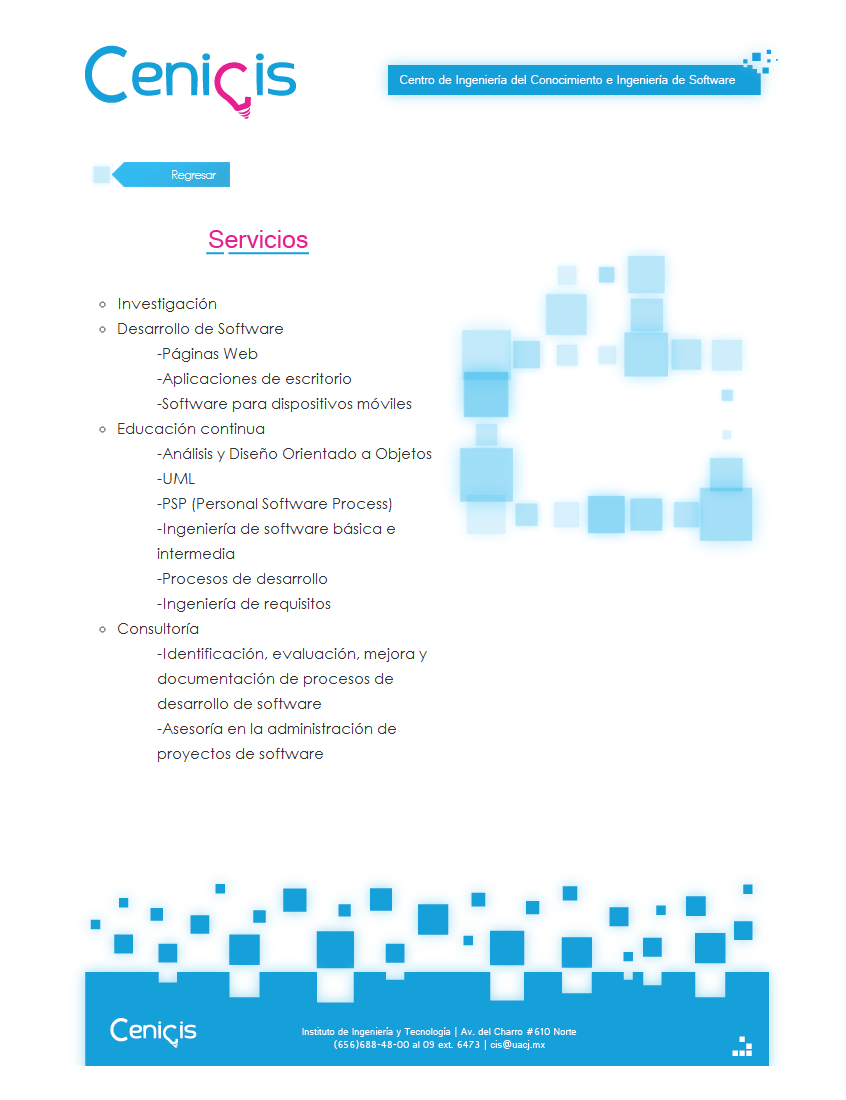 Cenicis
Centro de Ingeniería del Conocimiento e Ingeniería de Software
Regresar
Servicios
Investigación
Desarrollo de Software
-Páginas Web
-Aplicaciones de escritorio
-Software para dispositivos móviles
Educación continua
-Análisis y Diseño Orientado a Objetos
-UML
-PSP (Personal Software Process)
-Ingeniería de software básica e
intermedia
-Procesos de desarrollo
-Ingeniería de requisitos
Consultoría
-Identificación, evaluación, mejora y
documentación de procesos de
desarrollo de software
-Asesoría en la administración de
proyectos de software
Cenicis
Instituto de Ingeniería y Tecnología | Av. del Charro #610 Norte
(656)688-48-00 al 09 ext. 6473 | cis@uacj.mx